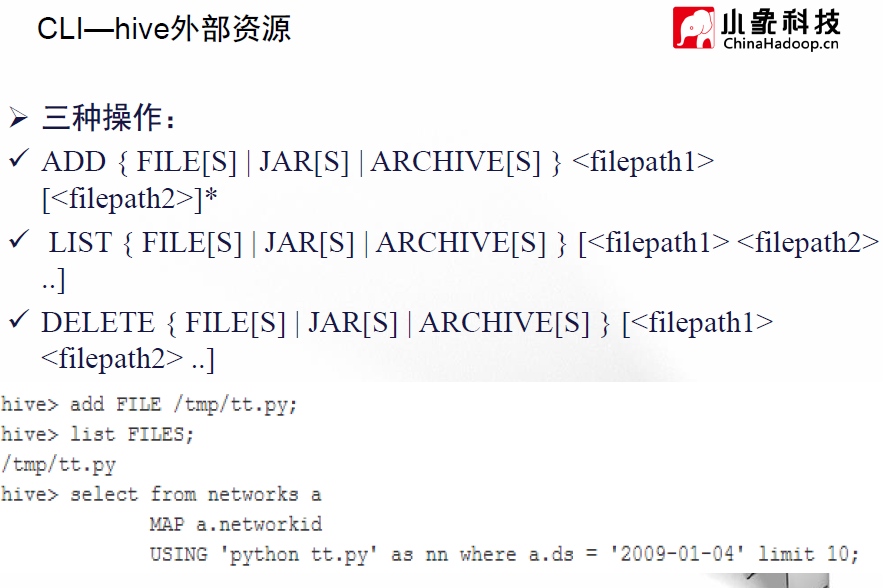 CLI—hive外部资源
小象科技
ChinaHadoop.cn
三种操作：
ADD { FILE[S] | JAR[S] | ARCHIVE[S] } <filepath1>
[<filepath2>]*
LIST { FILE[S] | JAR[S] | ARCHIVE[S] } [<filepath1> <filepath2>
..]
DELETE { FILE[S] | JAR[S] | ARCHIVE[S] } [<filepath1>
<filepath2> ..]
hive> add FILE /tmp/tt.py;
hive> list FILES;
/tmp/tt.py
hive> select from networks a
MAP a.networkid
USING 'python tt.py' as nn where a.ds = '2009-01-04' limit 10;